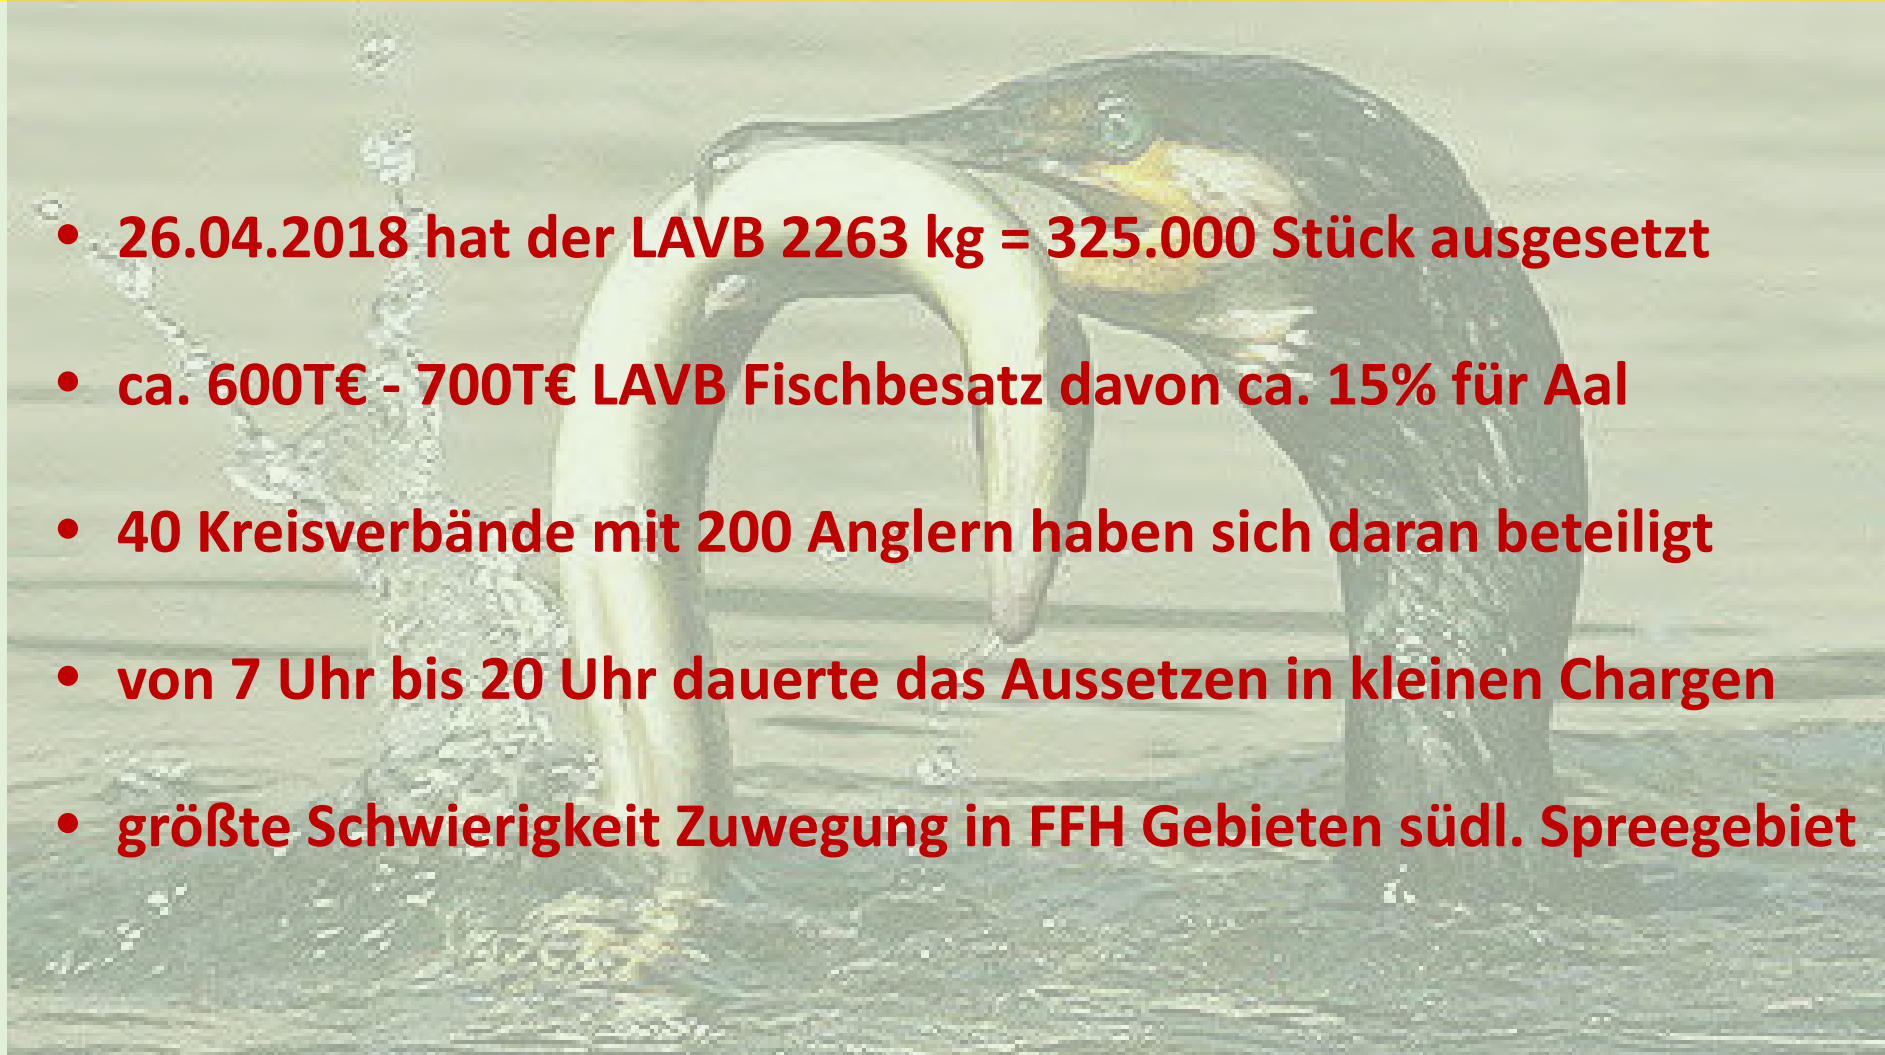 • 26.04.2018 hat der LAVB 2263 kg = 325.000 Stück ausgesetzt
• ca. 600T€ - 700T€ LAVB Fischbesatz davon ca. 15% für Aal
• 40 Kreisverbände mit 200 Anglern haben sich daran beteiligt
• von 7 Uhr bis 20 Uhr dauerte das Aussetzen in kleinen Chargen
• größte Schwierigkeit Zuwegung in FFH Gebieten südl. Spreegebiet